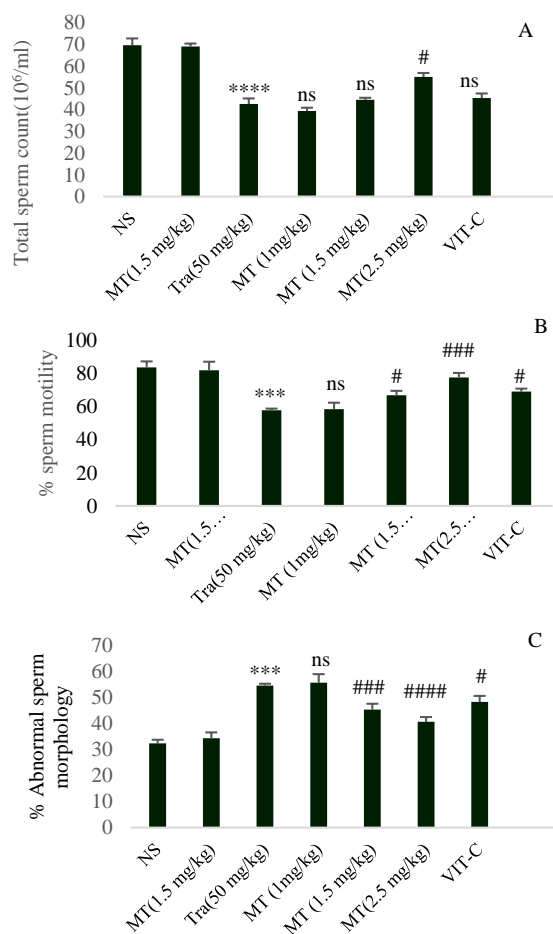 A
Total sperm count(10⁶/ml)
80
70
60
50
40
30
20
10
0
****
ns
ns
#
ns
NS
MT(1.5 mg/kg)
Tra(50 mg/kg)
MT (1mg/kg)
MT (1.5 mg/kg)
MT(2.5 mg/kg)
VIT-C
B
% sperm motility
100
80
60
40
20
0
***
ns
#
###
#
NS
MT(1.5…
Tra(50 mg/kg)
MT (1mg/kg)
MT (1.5…
MT(2.5…
VIT-C
C
% Abnormal sperm
morphology
70
60
50
40
30
20
10
0
***
ns
###
####
#
NS
MT(1.5 mg/kg)
Tra(50 mg/kg)
MT (1mg/kg)
MT (1.5 mg/kg)
MT(2.5 mg/kg)
VIT-C